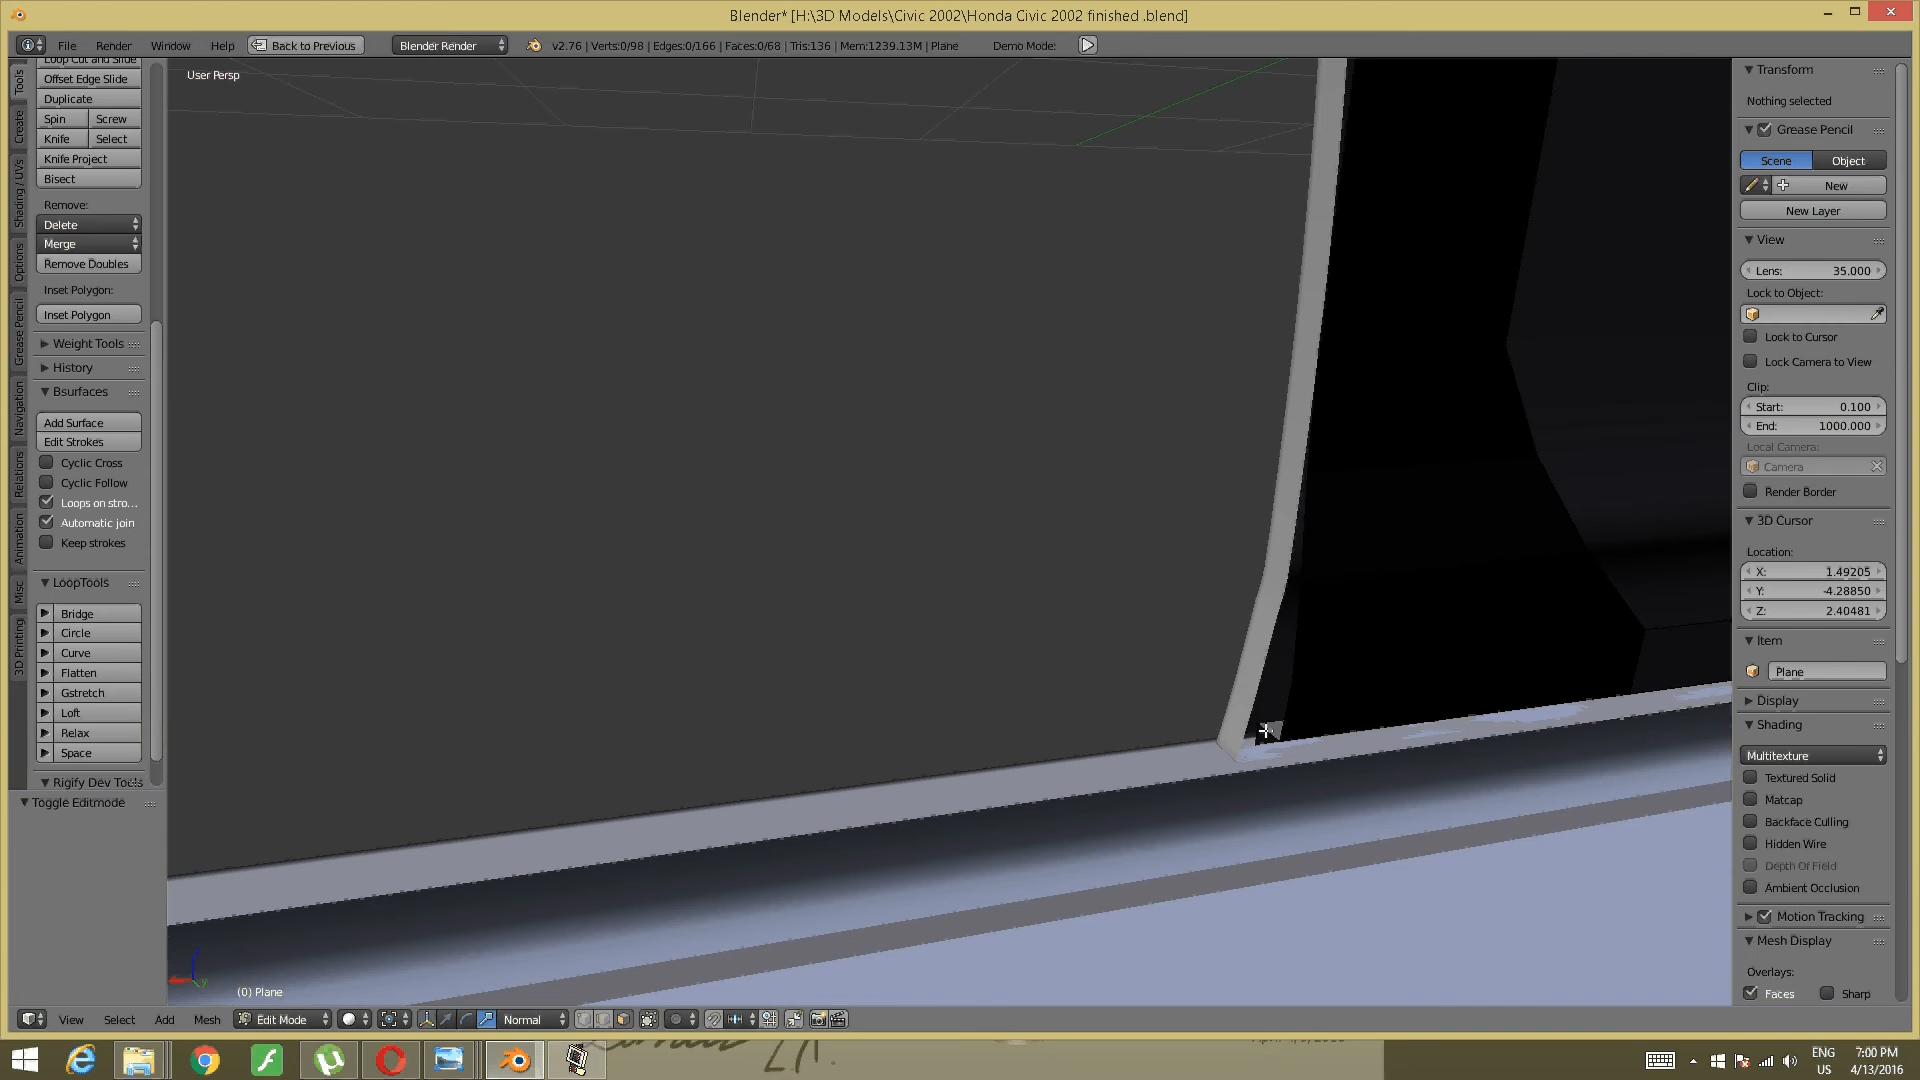 Blender* [H:\3D Models\Civic 2002\Honda Civic 2002 finished .blend]
File Render Window Help Back to Previous Blender Render v2.76 | Verts:0/98 | Edges:0/166 | Faces:0/68 | Tris:136 | Mem:1239.13M | Plane Demo Mode:
Loop Cut and Slide
Offset Edge Slide
Duplicate
Spin Screw
Knife Select
Knife Project
Bisect
Remove:
Delete
Merge
Remove Doubles
Inset Polygon:
Inset Polygon
Weight Tools
History
Bsurfaces
Add Surface
Edit Strokes
Cyclic Cross
Cyclic Follow
Loops on stro...
Automatic join
Keep strokes
LoopTools
Bridge
Circle
Curve
Flatten
Gstretch
Loft
Relax
Space
Rigify Dev Tools
Toggle Editmode
Tools
Create
Shading / UVs
Options
Grease Pencil
Navigation
Relations
Animation
Misc
3D Printing
User Persp
(0) Plane
Transform
Nothing selected
Grease Pencil
Scene Object
New
New Layer
View
Lens: 35.000
Lock to Object:
Lock to Cursor
Lock Camera to View
Clip:
Start: 0.100
End: 1000.000
Local Camera:
Camera
Render Border
3D Cursor
Location:
X: 1.49205
Y: -4.28850
Z: 2.40481
Item
Plane
Display
Shading
Multitexture
Textured Solid
Matcap
Backface Culling
Hidden Wire
Depth Of Field
Ambient Occlusion
Motion Tracking
Mesh Display
Overlays:
Faces Sharp
View Select Add Mesh Edit Mode Normal
ENG
US
7:00 PM
4/13/2016